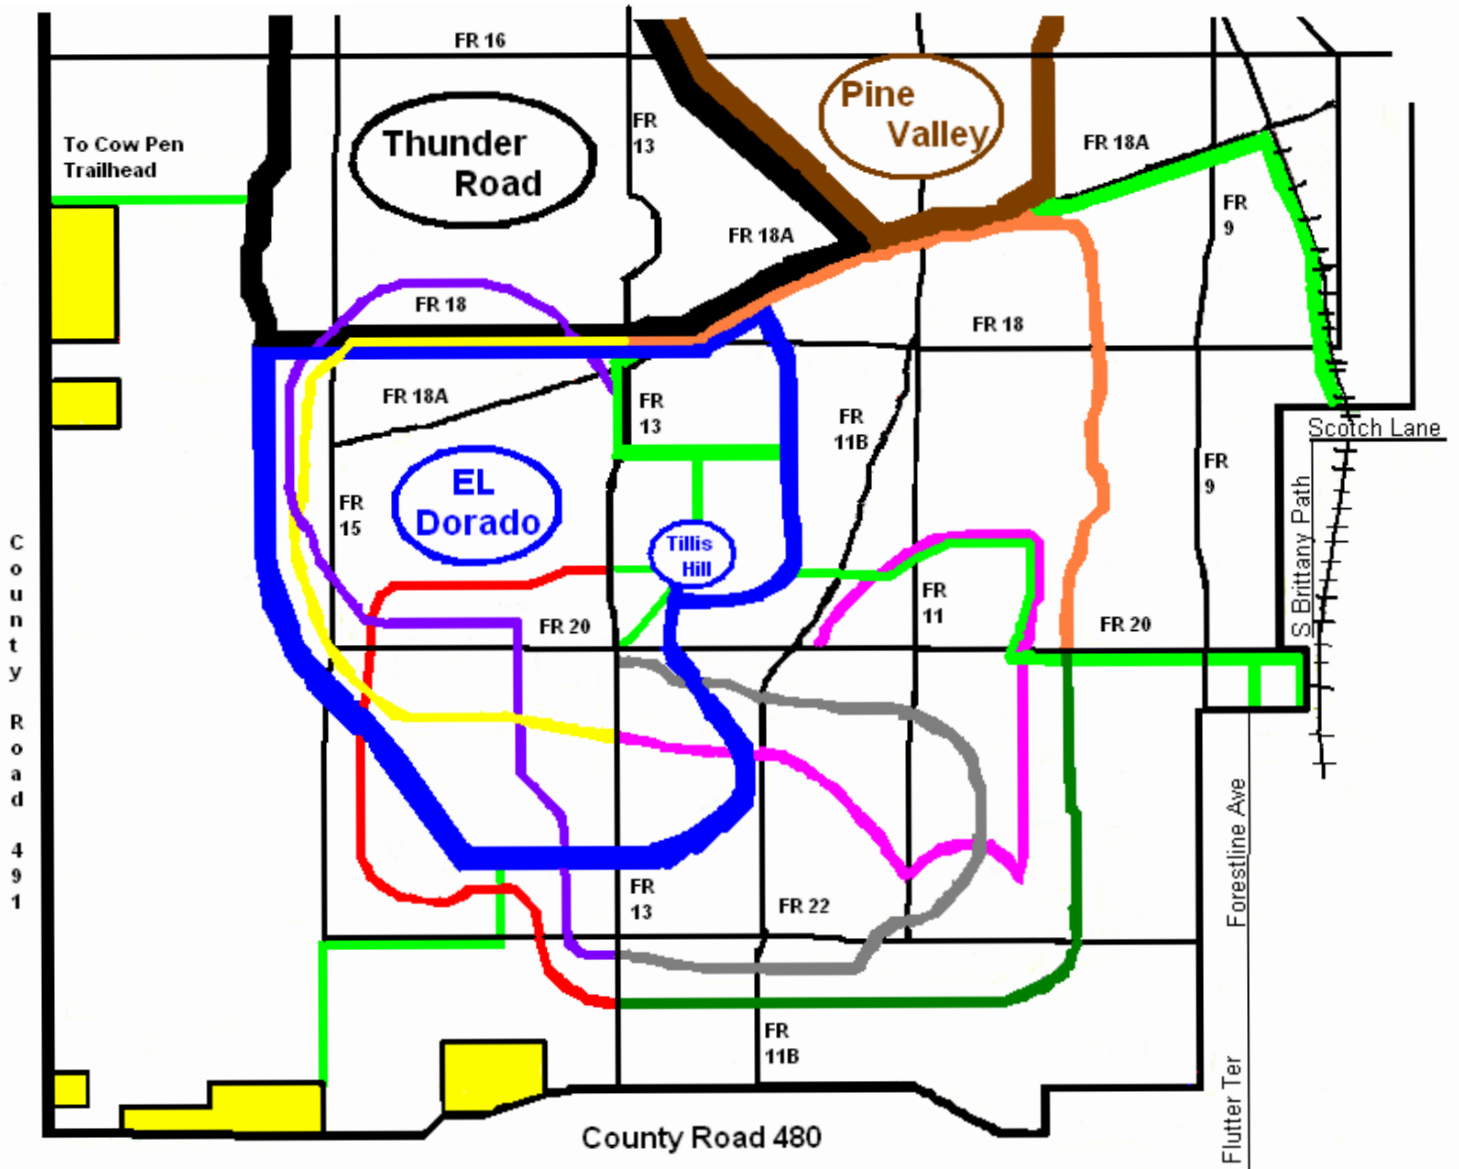 FR 16
Thunder
Road
FR
13
Pine
Valley
FR 18A
To Cow Pen
Trailhead
FR 18A
FR
9
FR 18
FR 18
FR 18A
FR
13
FR
11B
Scotch Lane
EL
Dorado
FR
15
FR
9
S Brittany Path
Tillis
Hill
County Road 491
FR
11
FR 20
FR 20
FR
13
FR 22
Forestline Ave
FR
11B
Flutter Ter
County Road 480